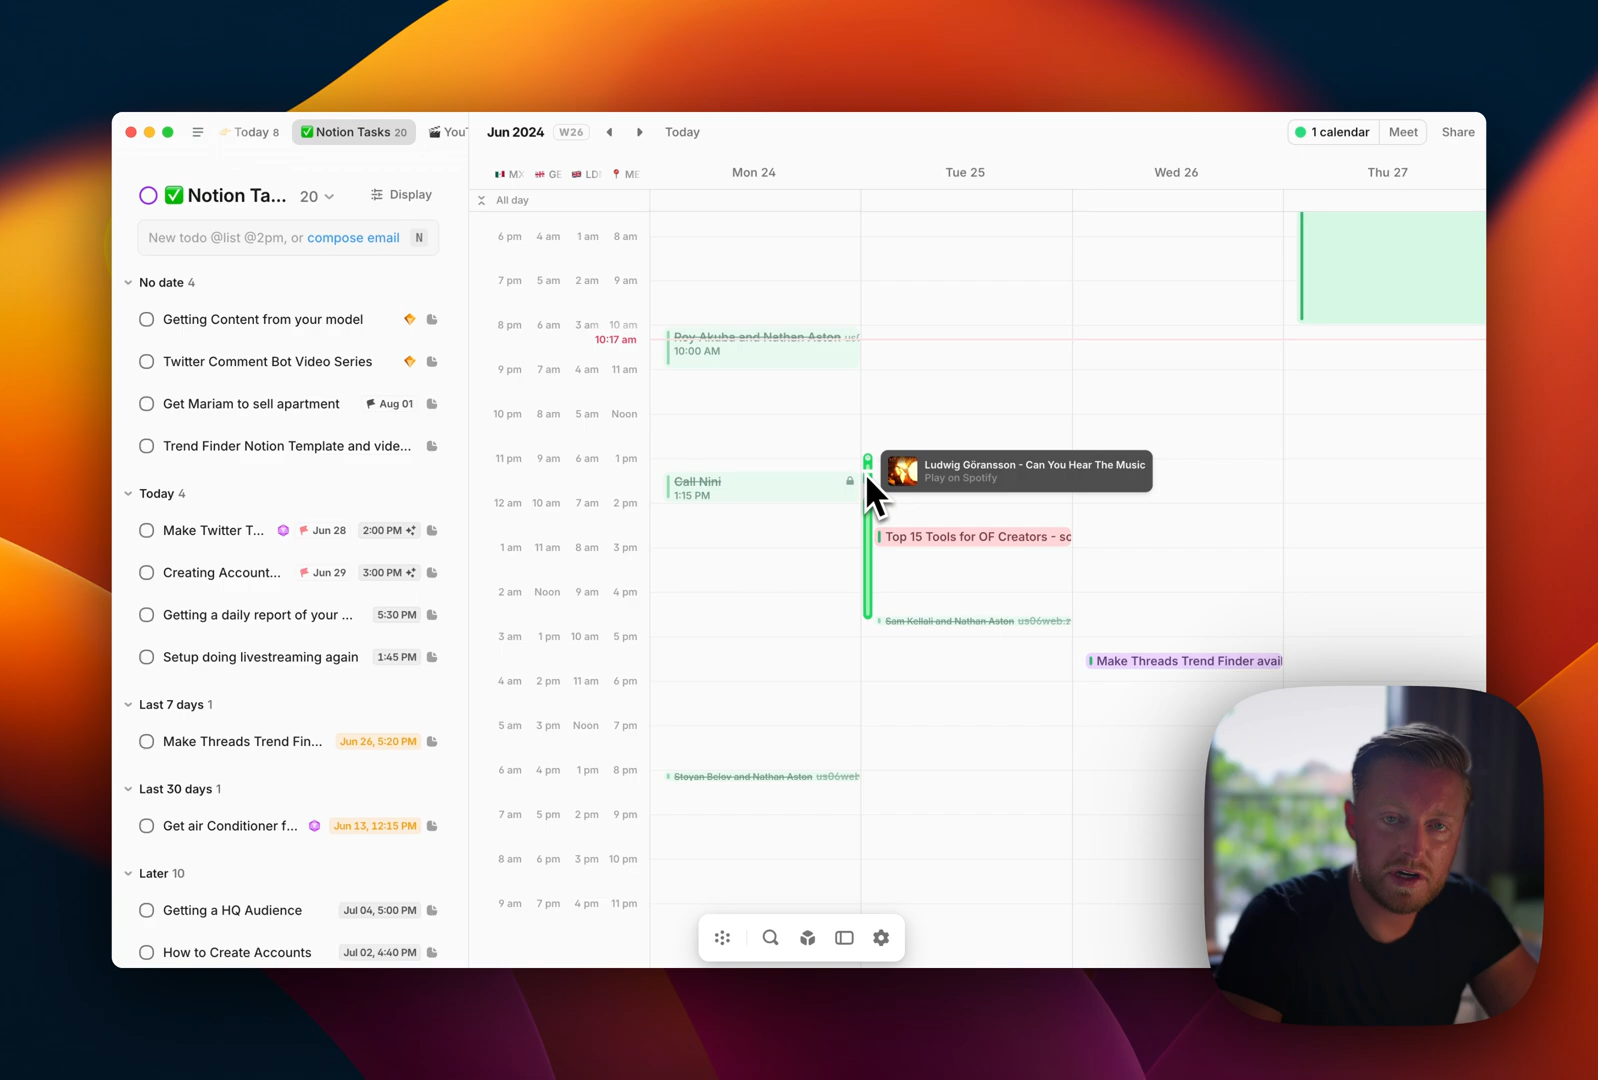 Today 8
Notion Tasks 20
You
Jun 2024 W26 Today
1 calendar Meet Share
Notion Ta... 20 Display
New todo @list @2pm, or compose email N
No date 4
Getting Content from your model
Twitter Comment Bot Video Series
Get Mariam to sell apartment Aug 01
Trend Finder Notion Template and vide...
Today 4
Make Twitter T... Jun 28 2:00 PM
Creating Account... Jun 29 3:00 PM
Getting a daily report of your ... 5:30 PM
Setup doing livestreaming again 1:45 PM
Last 7 days 1
Make Threads Trend Fin... Jun 26, 5:20 PM
Last 30 days 1
Get air Conditioner f... Jun 13, 12:15 PM
Later 10
Getting a HQ Audience Jul 04, 5:00 PM
How to Create Accounts Jul 02, 4:40 PM
MX GE LD ME
Mon 24 Tue 25 Wed 26 Thu 27
All day
6 pm 4 am 1 am 8 am
7 pm 5 am 2 am 9 am
8 pm 6 am 3 am 10 am
10:17 am
9 pm 7 am 4 am 11 am
10 pm 8 am 5 am Noon
11 pm 9 am 6 am 1 pm
12 am 10 am 7 am 2 pm
1 am 11 am 8 am 3 pm
2 am Noon 9 am 4 pm
3 am 1 pm 10 am 5 pm
4 am 2 pm 11 am 6 pm
5 am 3 pm Noon 7 pm
6 am 4 pm 1 pm 8 pm
7 am 5 pm 2 pm 9 pm
8 am 6 pm 3 pm 10 pm
9 am 7 pm 4 pm 11 pm
Roy Akuba and Nathan Aston us0
10:00 AM
Call Nini
1:15 PM
Stoyan Belov and Nathan Aston us06web
Ludwig Göransson - Can You Hear The Music
Play on Spotify
Top 15 Tools for OF Creators - sc
Sam Kellali and Nathan Aston us06web.z
Make Threads Trend Finder avail